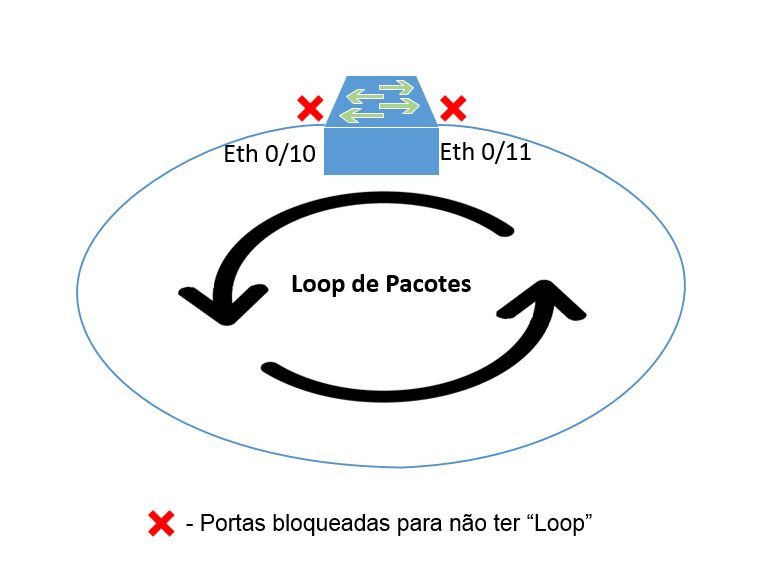 Eth 0/10
Eth 0/11
Loop de Pacotes
- Portas bloqueadas para não ter “Loop”